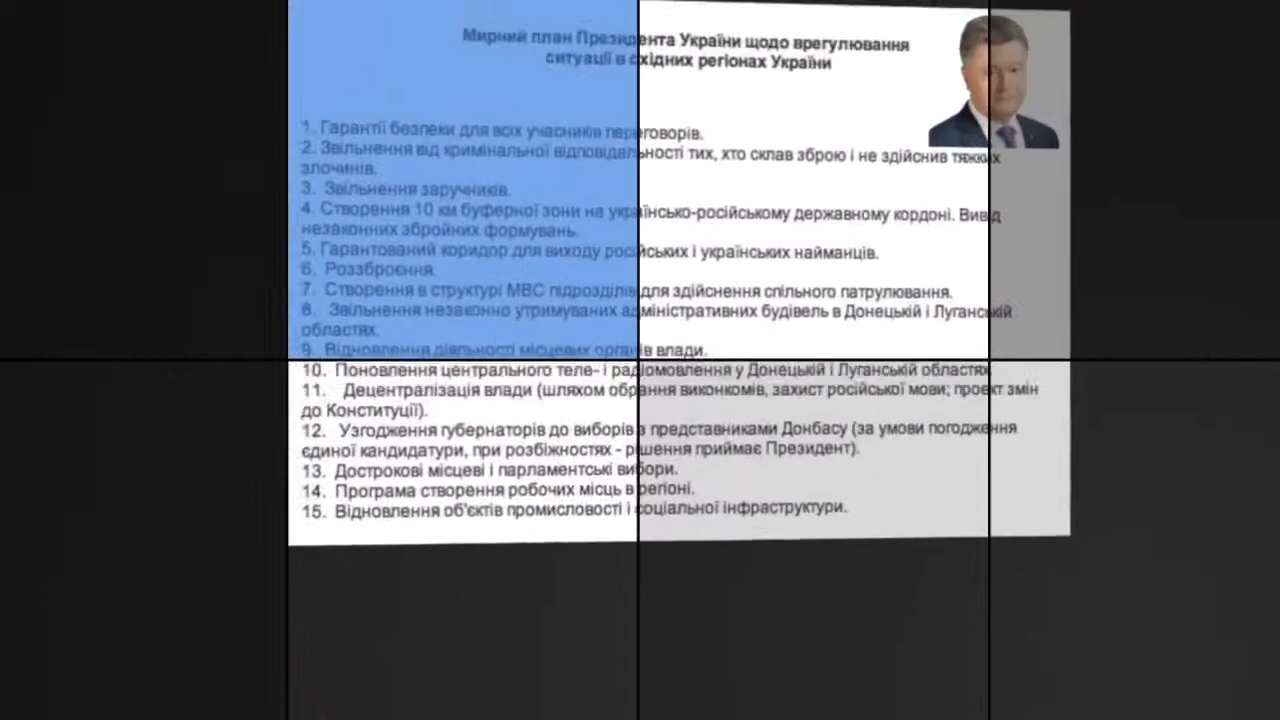 Мирний план Президента України щодо врегулювання
ситуації в східних регіонах України
1. Гарантії безпеки для всіх учасників переговорів.
2. Звільнення від кримінальної відповідальності тих, хто склав зброю і не здійснив тяжких
злочинів.
3. Звільнення заручників.
4. Створення 10 км буферної зони на українсько-російському державному кордоні. Вивід
незаконних збройних формувань.
5. Гарантований коридор для виходу російських і українських найманців.
6. Роззброєння.
7. Створення в структурі МВС підрозділів для здійснення спільного патрулювання.
8. Звільнення незаконно утримуваних адміністративних будівель в Донецькій і Луганській
областях.
9. Відновлення діяльності місцевих органів влади.
10. Поновлення центрального теле- і радіомовлення у Донецькій і Луганській областях.
11. Децентралізація влади (шляхом обрання виконкомів, захист російської мови; проект змін
до Конституції).
12. Узгодження губернаторів до виборів з представниками Донбасу (за умови погодження
єдиної кандидатури, при розбіжностях - рішення приймає Президент).
13. Дострокові місцеві і парламентські вибори.
14. Програма створення робочих місць в регіоні.
15. Відновлення об'єктів промисловості і соціальної інфраструктури.